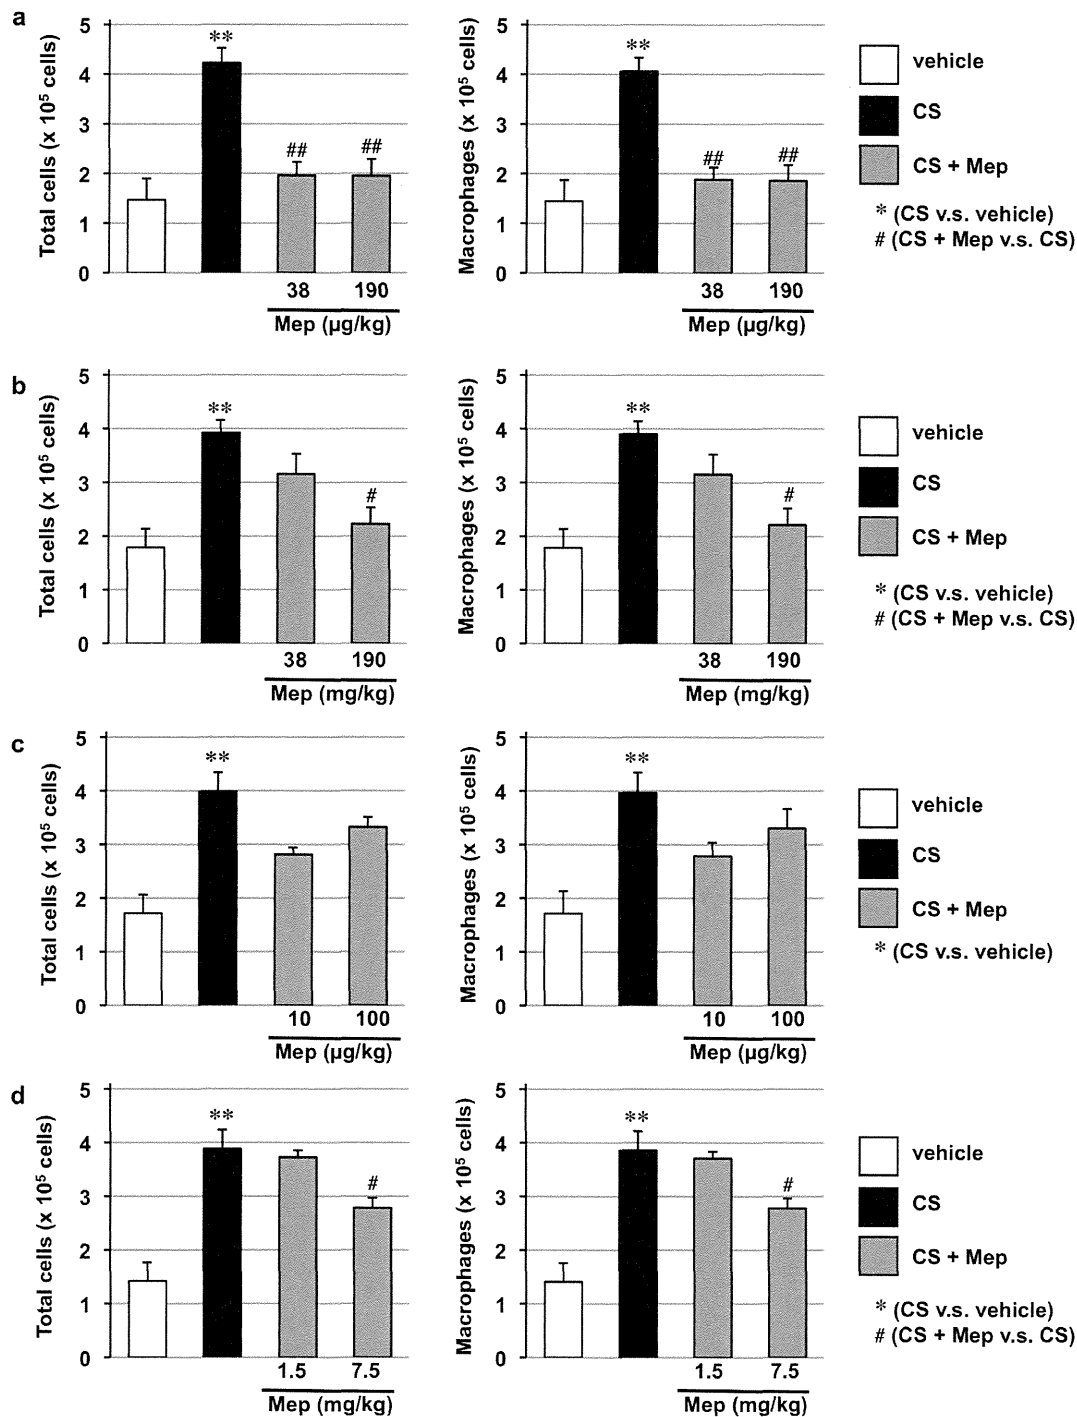 a
Total cells (x 10⁵ cells)
5
4
3
2
1
0
**
##
##
38 190
Mep (µg/kg)
Macrophages (x 10⁵ cells)
5
4
3
2
1
0
**
##
##
38 190
Mep (µg/kg)
vehicle
CS
CS + Mep
* (CS v.s. vehicle)
# (CS + Mep v.s. CS)
b
Total cells (x 10⁵ cells)
5
4
3
2
1
0
**
#
38 190
Mep (mg/kg)
Macrophages (x 10⁵ cells)
5
4
3
2
1
0
**
#
38 190
Mep (mg/kg)
vehicle
CS
CS + Mep
* (CS v.s. vehicle)
# (CS + Mep v.s. CS)
c
Total cells (x 10⁵ cells)
5
4
3
2
1
0
**
10 100
Mep (µg/kg)
Macrophages (x 10⁵ cells)
5
4
3
2
1
0
**
10 100
Mep (µg/kg)
vehicle
CS
CS + Mep
* (CS v.s. vehicle)
d
Total cells (x 10⁵ cells)
5
4
3
2
1
0
**
#
1.5 7.5
Mep (mg/kg)
Macrophages (x 10⁵ cells)
5
4
3
2
1
0
**
#
1.5 7.5
Mep (mg/kg)
vehicle
CS
CS + Mep
* (CS v.s. vehicle)
# (CS + Mep v.s. CS)